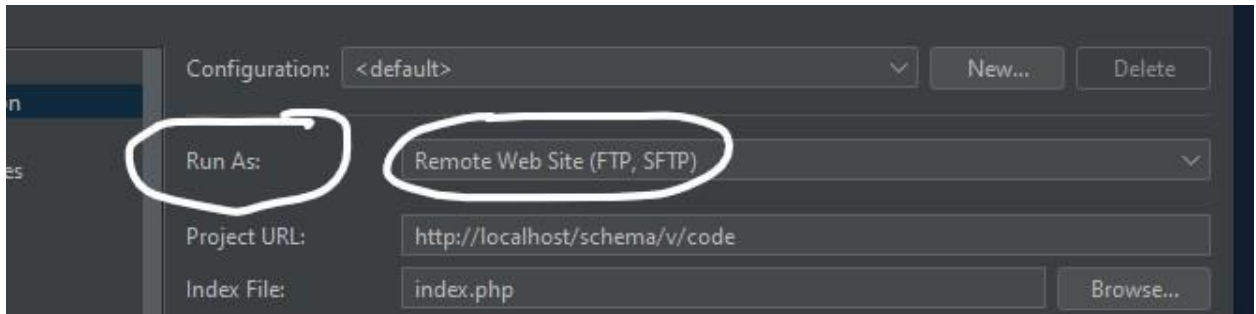 Configuration: <default> New... Delete
n
Run As: Remote Web Site (FTP, SFTP)
es
Project URL: http://localhost/schema/v/code
Index File: index.php Browse...